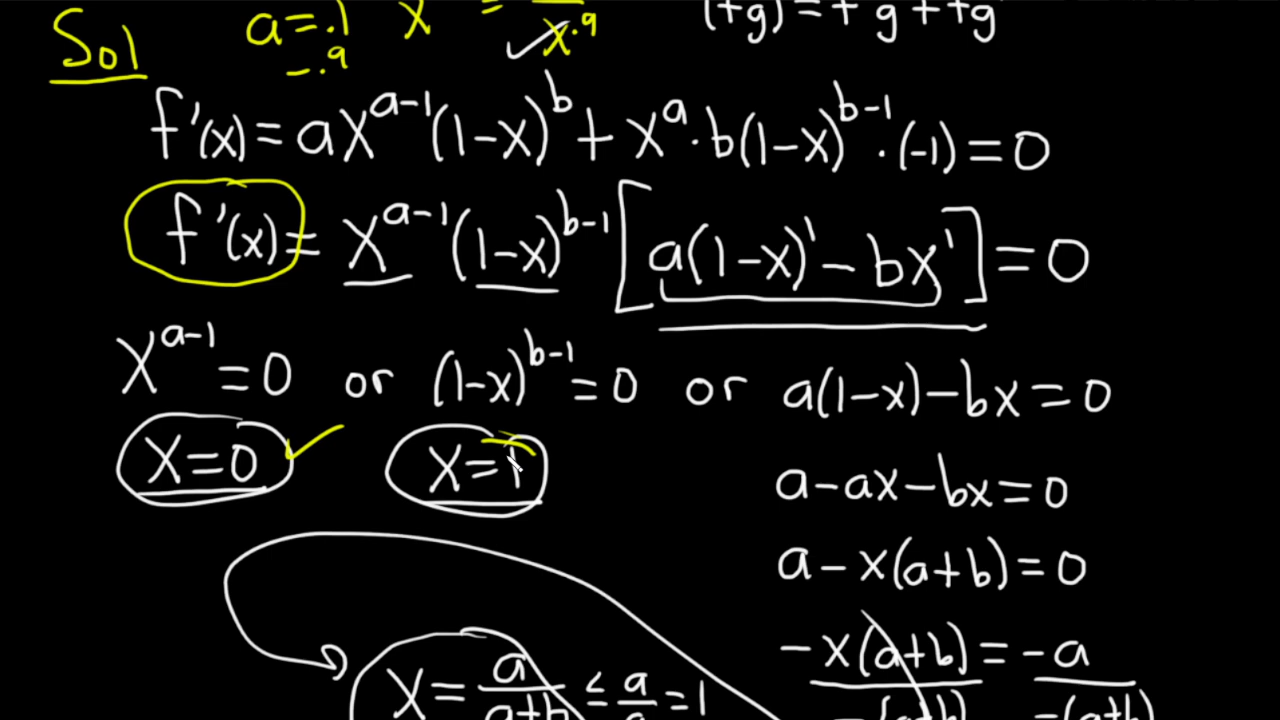 Sol a=.1 x = x^.9 (fg)'=f'g+fg'
-.9
f'(x)=ax^{a-1}(1-x)^b+x^a·b(1-x)^{b-1}·(-1)=0
f'(x)=x^{a-1}(1-x)^{b-1}[a(1-x)^1-bx^1]=0
x^{a-1}=0 or (1-x)^{b-1}=0 or a(1-x)-bx=0
x=0 ✓ x=1
a-ax-bx=0
a-x(a+b)=0
-x(a+b)=-a
-(a+b) -(a+b)
x=a/(a+b)≤a/a=1